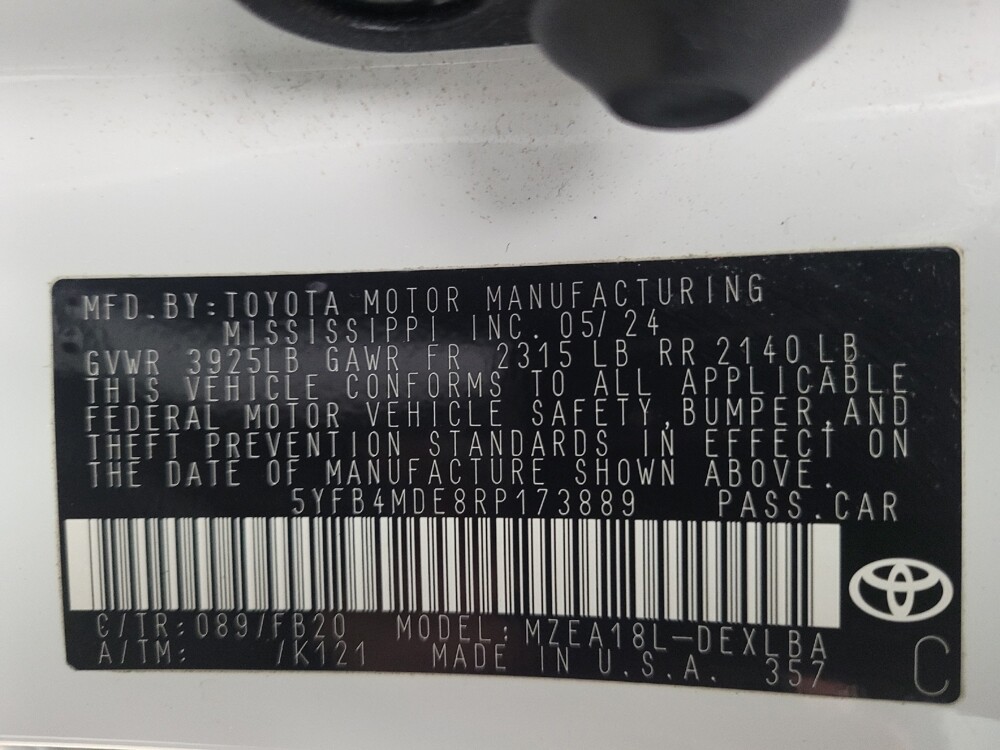 MFD.BY:TOYOTA MOTOR MANUFACTURING
MISSISSIPPI INC. 05/24
GVWR 3925LB GAWR FR 2315 LB RR 2140 LB
THIS VEHICLE CONFORMS TO ALL APPLICABLE
FEDERAL MOTOR VEHICLE SAFETY,BUMPER,AND
THEFT PREVENTION STANDARDS IN EFFECT ON
THE DATE OF MANUFACTURE SHOWN ABOVE.
5YFB4MDE8RP173889 PASS.CAR
C/TR:089/FB20 MODEL:MZEA18L-DEXLBA
A/TM: /K121 MADE IN U.S.A. 357
C